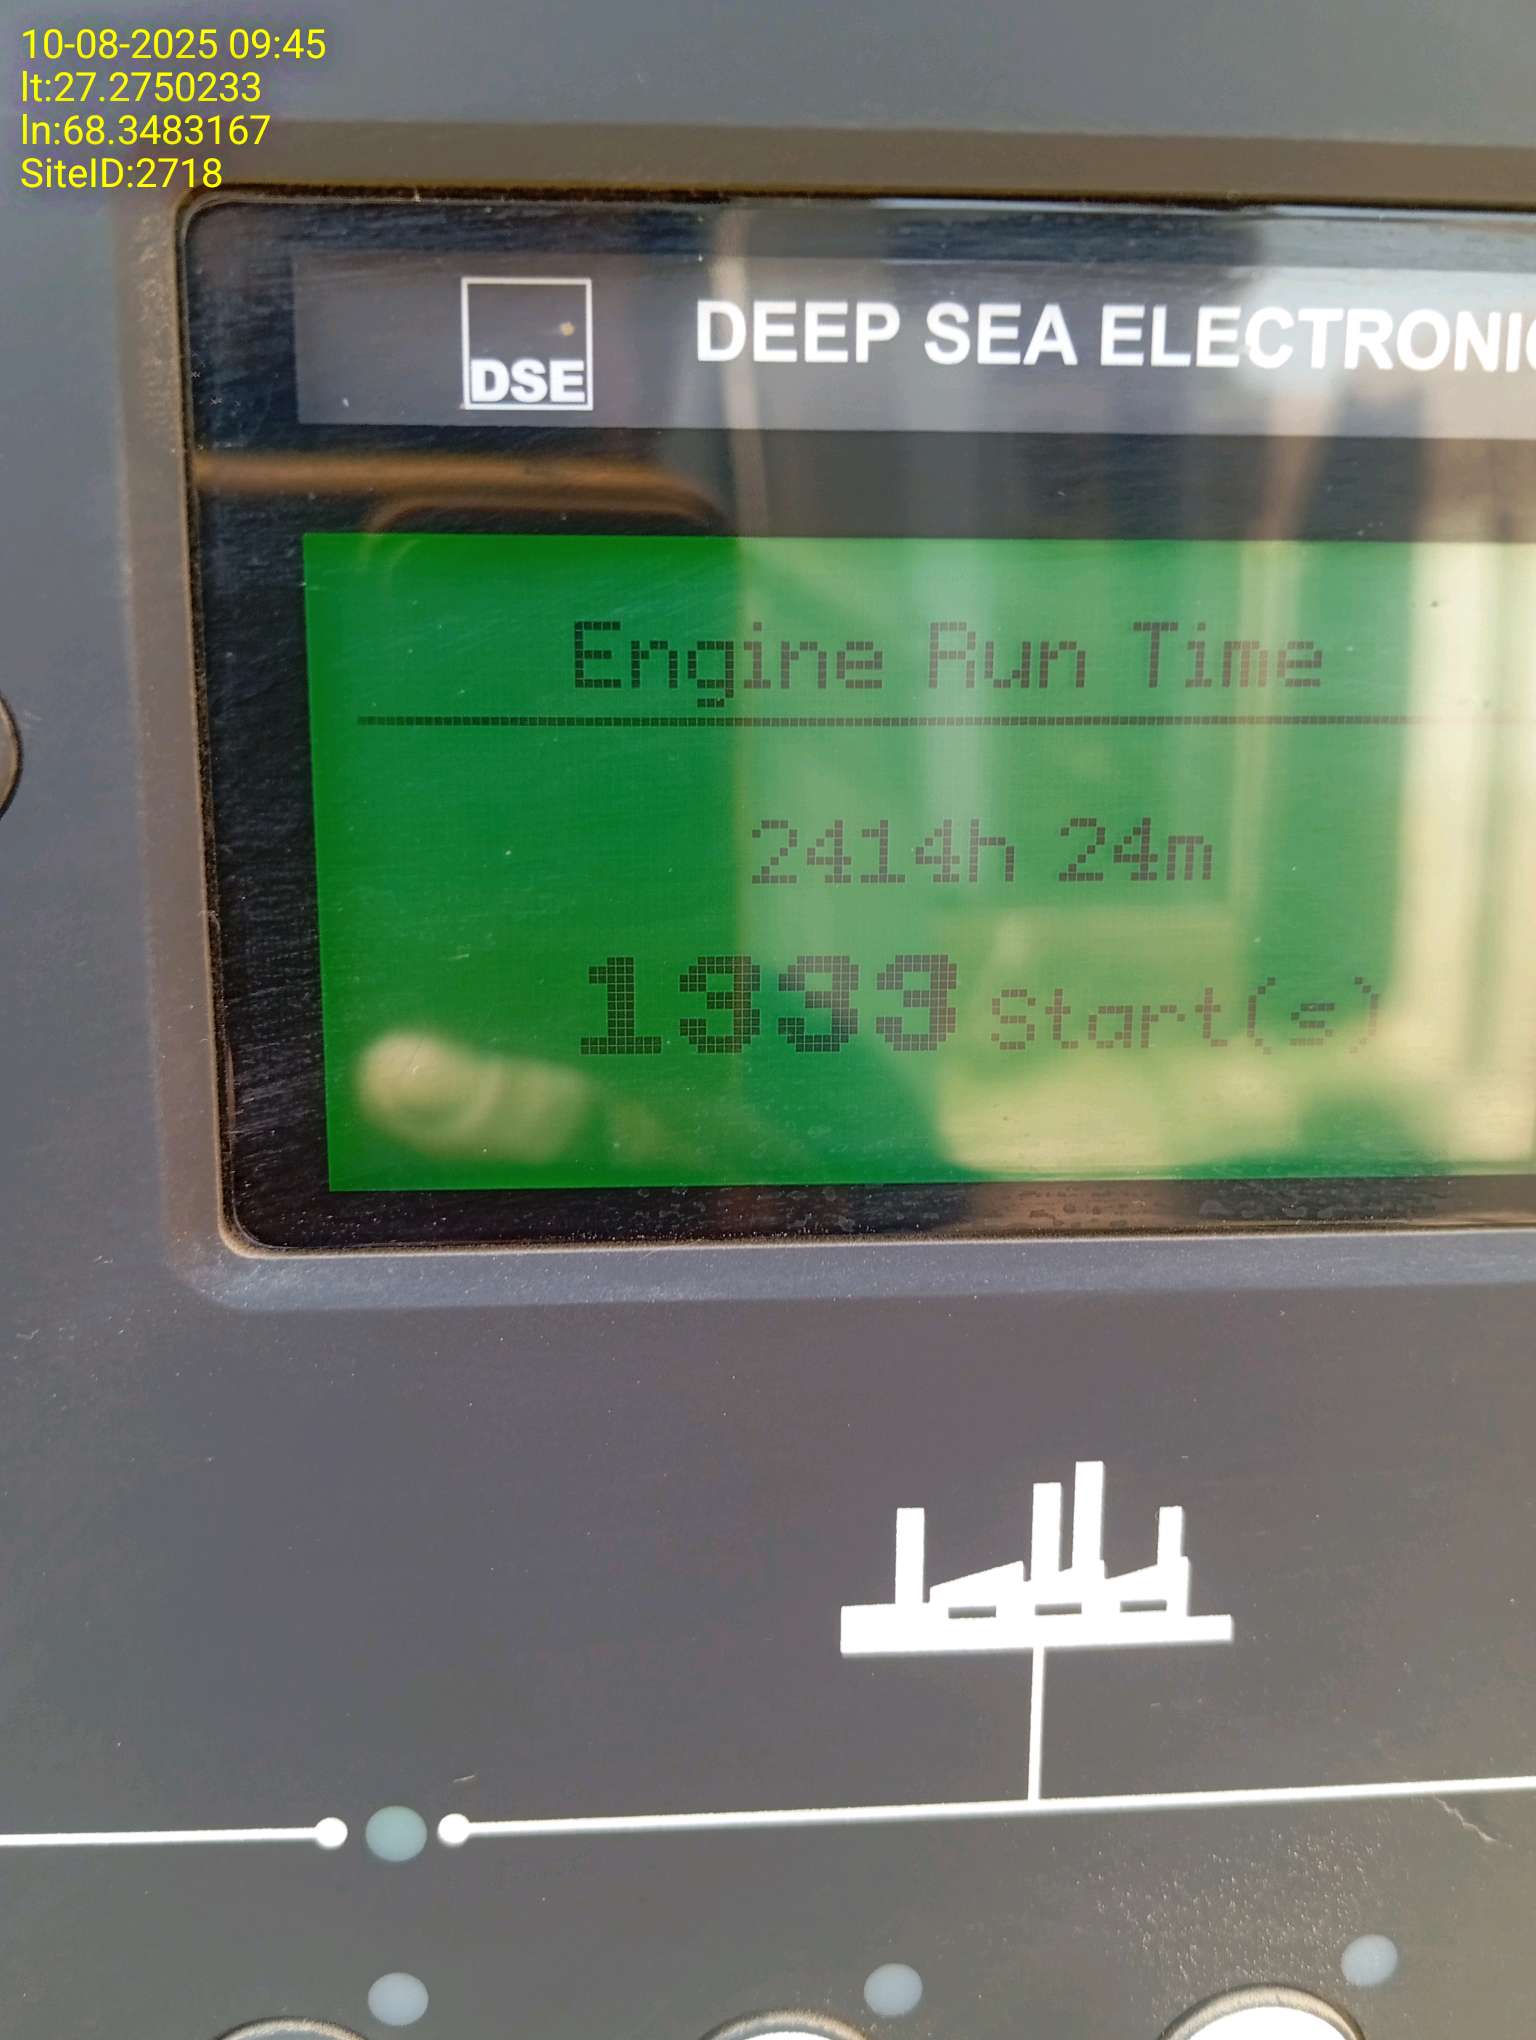 10-08-2025 09:45
lt:27.2750233
ln:68.3483167
SiteID:2718
DSE
DEEP SEA ELECTRONIC
Engine Run Time
2414h 24m
1333 Start(s)